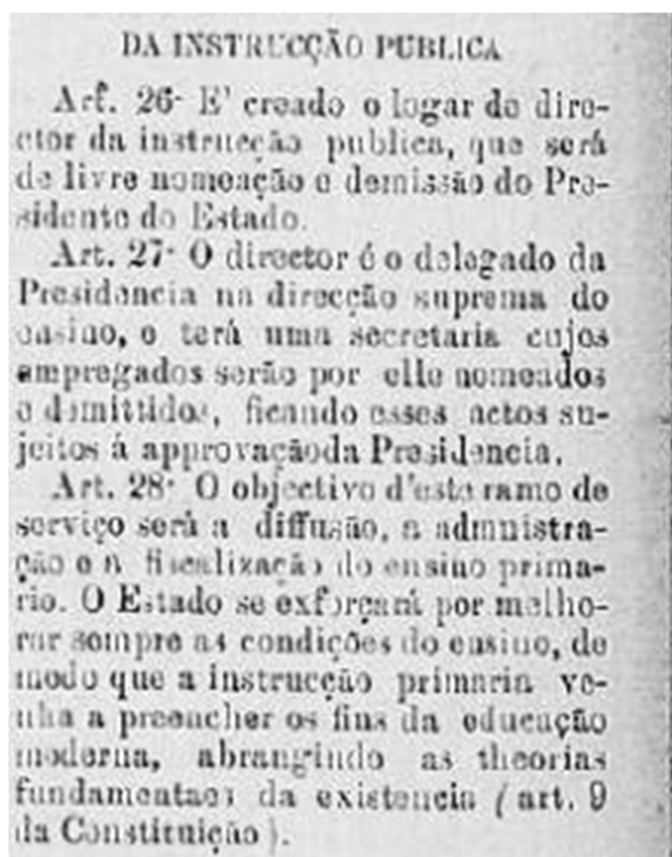 DA INSTRUCÇÃO PUBLICA
Art. 26· E' creado o logar de dire-
ctor da instrucção publica, que será
de livre nomeação e demissão do Pre-
sidente do Estado.
Art. 27· O director é o delegado da
Presidencia na direcção suprema do
ensino, e terá uma secretaria cujos
empregados serão por elle nomeados
e demittidos, ficando esses actos su-
jeitos á approvaçãoda Presidencia.
Art. 28· O objectivo d'este ramo de
serviço será a diffusão, a admnistra-
ção e a fiscalização do ensino prima-
rio. O Estado se exforçará por melho-
rar sempre as condições do ensino, de
modo que a instrucção primaria ve-
nha a preencher os fins da educação
moderna, abrangindo as theorias
fundamentaes da existencia (art. 9
da Constituição).